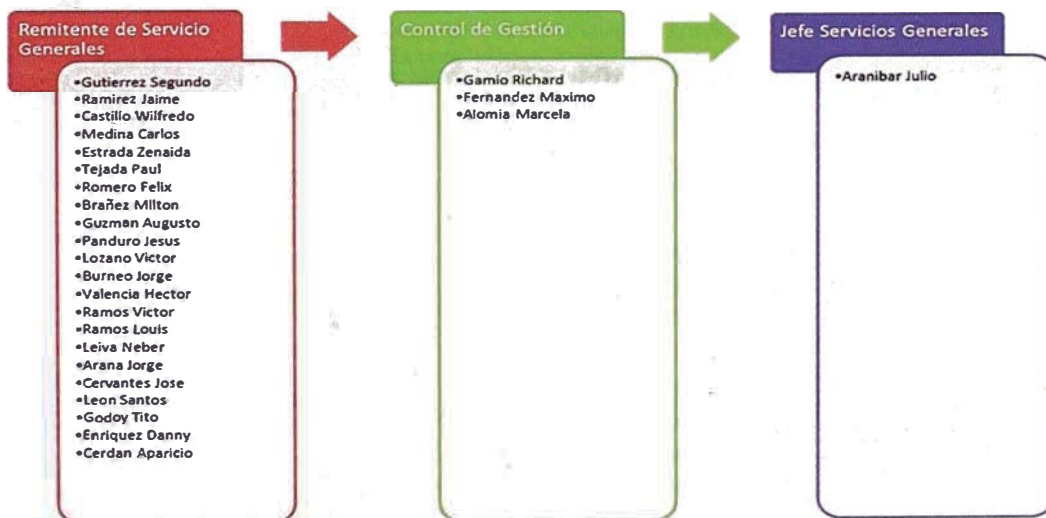 Remitente de Servicio
Generales
•Gutierrez Segundo
•Ramirez Jaime
•Castillo Wilfredo
•Medina Carlos
•Estrada Zenaida
•Tejada Paul
•Romero Felix
•Brañez Milton
•Guzman Augusto
•Panduro Jesus
•Lozano Victor
•Burneo Jorge
•Valencia Hector
•Ramos Victor
•Ramos Louis
•Leiva Neber
•Arana Jorge
•Cervantes Jose
•Leon Santos
•Godoy Tito
•Enriquez Danny
•Cerdan Aparicio
Control de Gestión
•Gamio Richard
•Fernandez Maximo
•Alomia Marcela
Jefe Servicios Generales
•Aranibar Julio